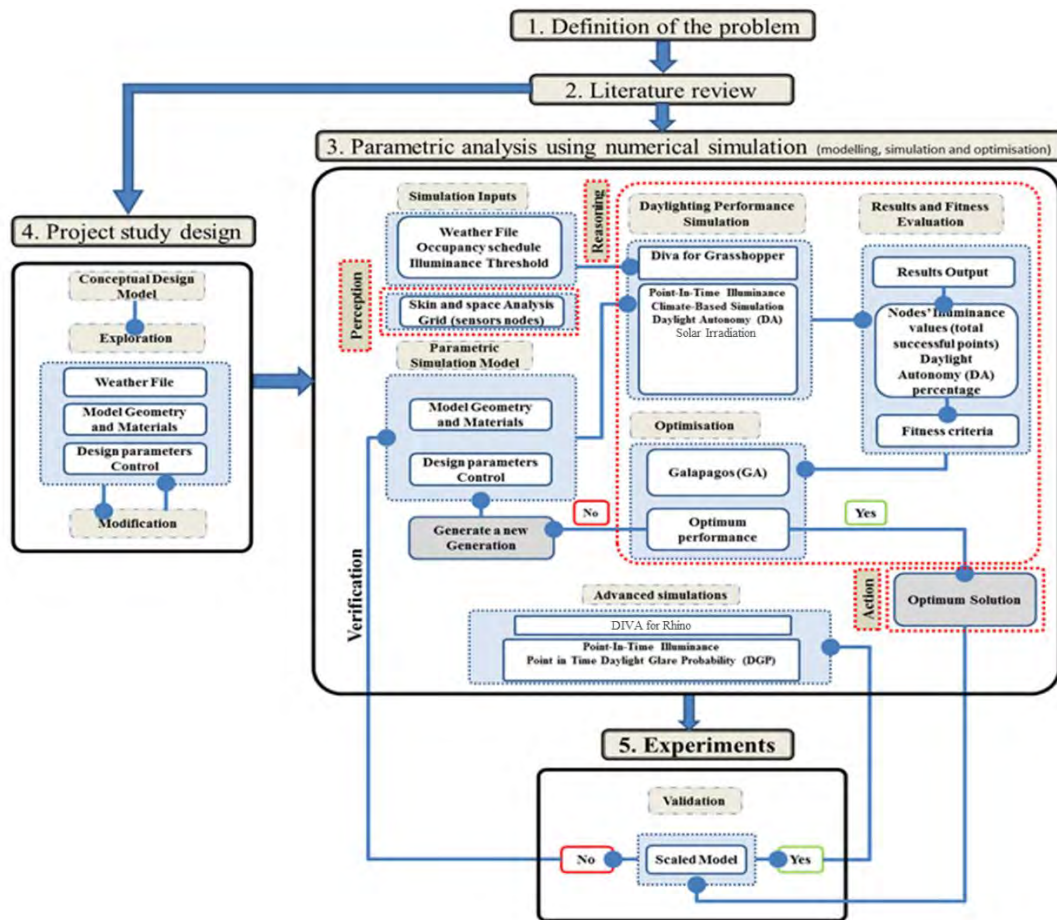 1. Definition of the problem
2. Literature review
3. Parametric analysis using numerical simulation (modelling, simulation and optimisation)
4. Project study design
Conceptual Design
Model
Exploration
Weather File
Model Geometry
and Materials
Design parameters
Control
Modification
Perception
Simulation Inputs
Weather File
Occupancy schedule
Illuminance Threshold
Skin and space Analysis
Grid (sensors nodes)
Parametric
Simulation Model
Model Geometry
and Materials
Design parameters
Control
Generate a new
Generation
Reasoning
Daylighting Performance
Simulation
Diva for Grasshopper
Point-In-Time Illuminance
Climate-Based Simulation
Daylight Autonomy (DA)
Solar Irradiation
Results and Fitness
Evaluation
Results Output
Nodes' Illuminance
values (total
successful points)
Daylight
Autonomy (DA)
percentage
Fitness criteria
Optimisation
Galapagos (GA)
Optimum
performance
No
Yes
Action
Optimum Solution
Verification
Advanced simulations
DIVA for Rhino
Point-In-Time Illuminance
Point in Time Daylight Glare Probability (DGP)
5. Experiments
Validation
No
Scaled Model
Yes